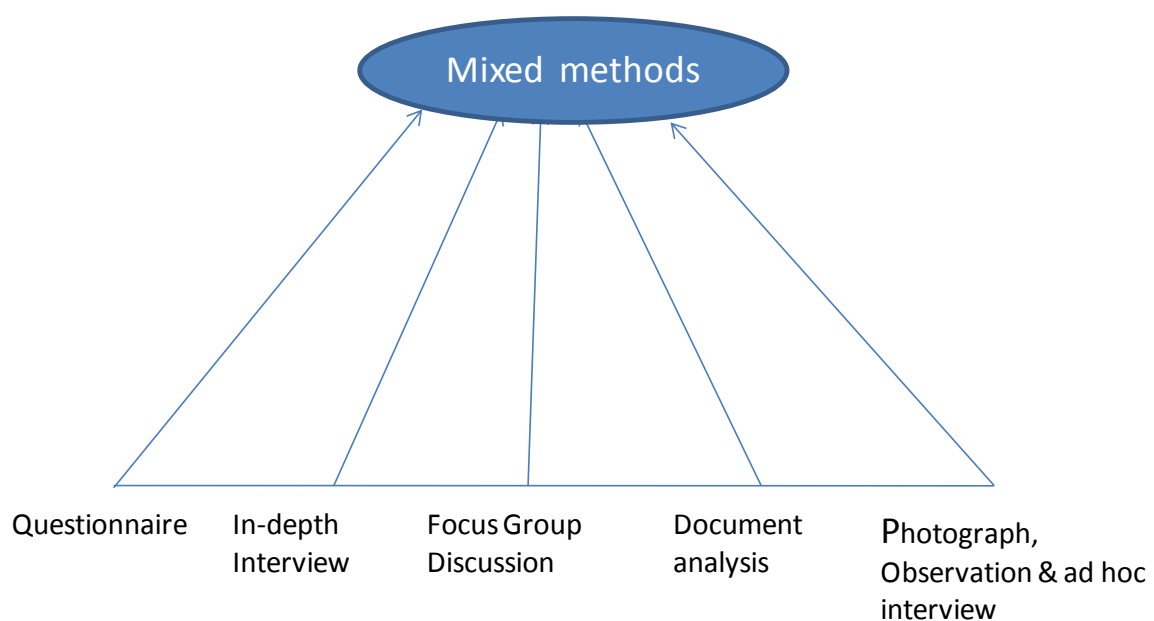 Mixed methods
Questionnaire
In-depth
Interview
Focus Group
Discussion
Document
analysis
Photograph,
Observation & ad hoc
interview